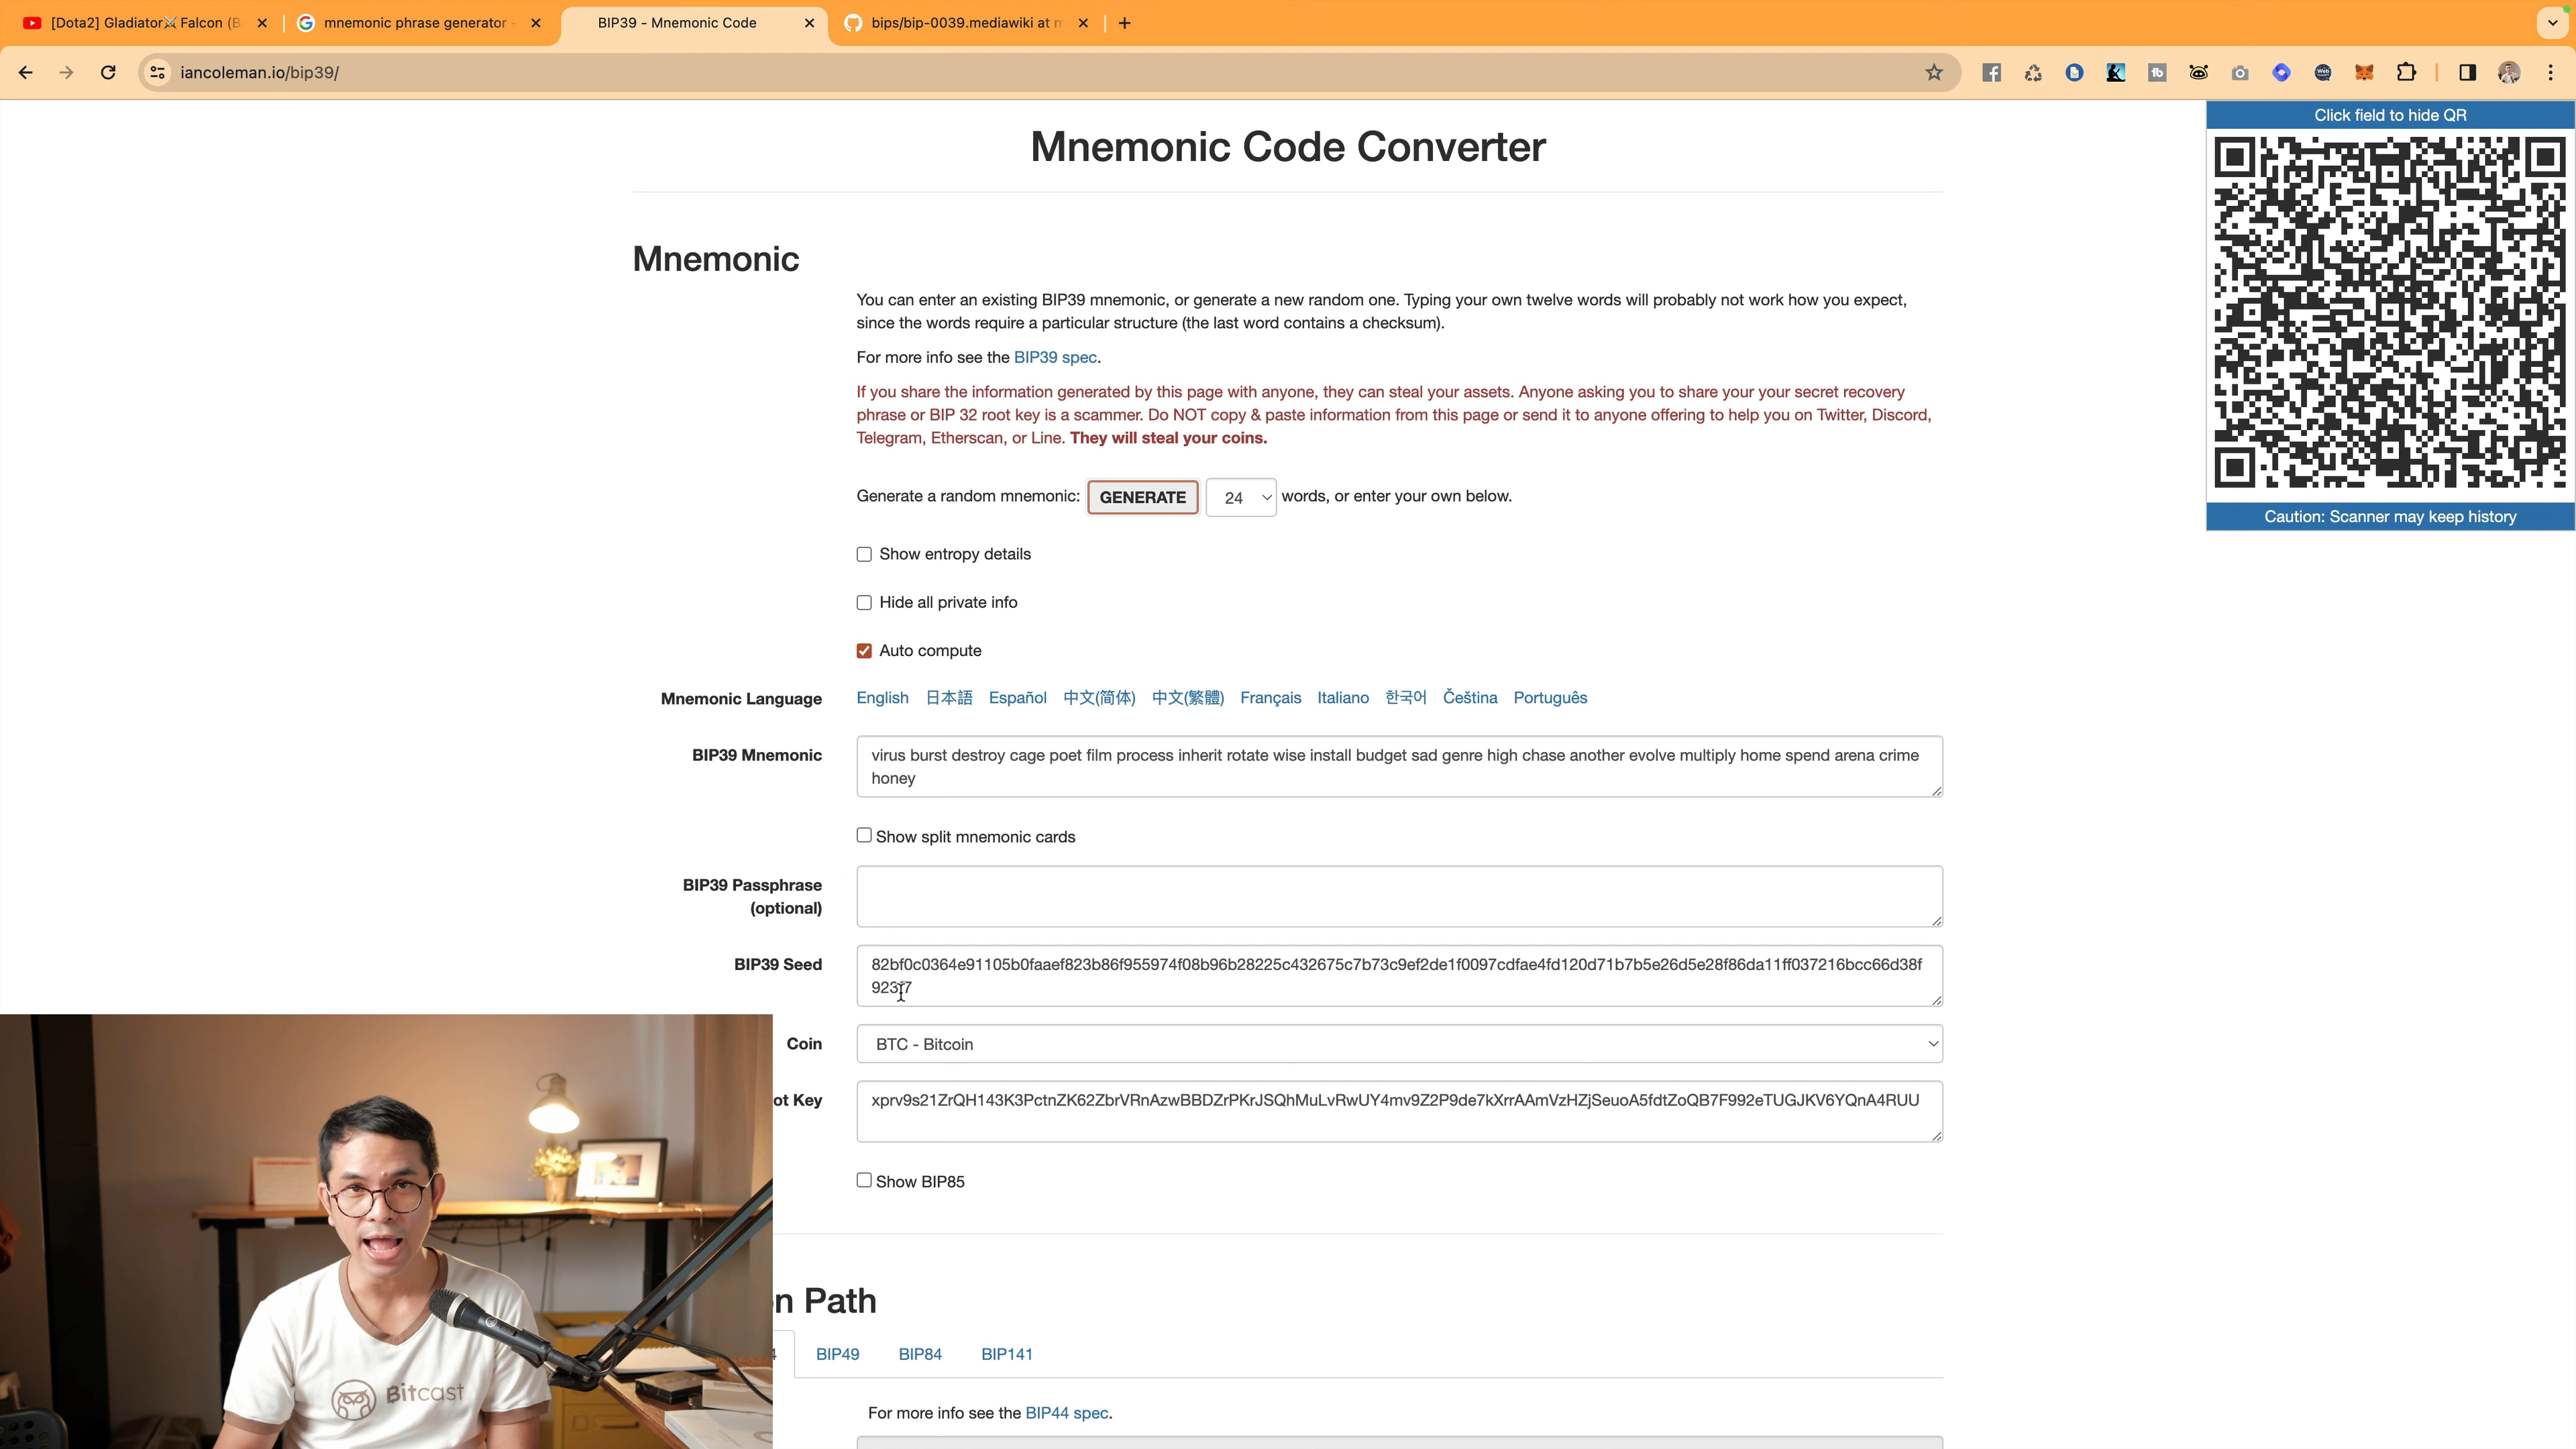 [Dota2] Gladiator⚔ Falcon (B
mnemonic phrase generator -
BIP39 - Mnemonic Code
bips/bip-0039.mediawiki at m
iancoleman.io/bip39/
Click field to hide QR
Caution: Scanner may keep history
Mnemonic Code Converter
Mnemonic
You can enter an existing BIP39 mnemonic, or generate a new random one. Typing your own twelve words will probably not work how you expect,
since the words require a particular structure (the last word contains a checksum).
For more info see the BIP39 spec.
If you share the information generated by this page with anyone, they can steal your assets. Anyone asking you to share your your secret recovery
phrase or BIP 32 root key is a scammer. Do NOT copy & paste information from this page or send it to anyone offering to help you on Twitter, Discord,
Telegram, Etherscan, or Line. They will steal your coins.
Generate a random mnemonic: GENERATE 24 words, or enter your own below.
Show entropy details
Hide all private info
Auto compute
Mnemonic Language English 日本語 Español 中文(简体) 中文(繁體) Français Italiano 한국어 Čeština Português
BIP39 Mnemonic virus burst destroy cage poet film process inherit rotate wise install budget sad genre high chase another evolve multiply home spend arena crime
honey
Show split mnemonic cards
BIP39 Passphrase
(optional)
BIP39 Seed 82bf0c0364e91105b0faaef823b86f955974f08b96b28225c432675c7b73c9ef2de1f0097cdfae4fd120d71b7b5e26d5e28f86da11ff037216bcc66d38f
Coin BTC - Bitcoin
ot Key xprv9s21ZrQH143K3PctnZK62ZbrVRnAzwBBDZrPKrJSQhMuLvRwUY4mv9Z2P9de7kXrrAAmVzHZjSeuoA5fdtZoQB7F992eTUGJKV6YQnA4RUU
Show BIP85
n Path
4 BIP49 BIP84 BIP141
For more info see the BIP44 spec.
Bitcast